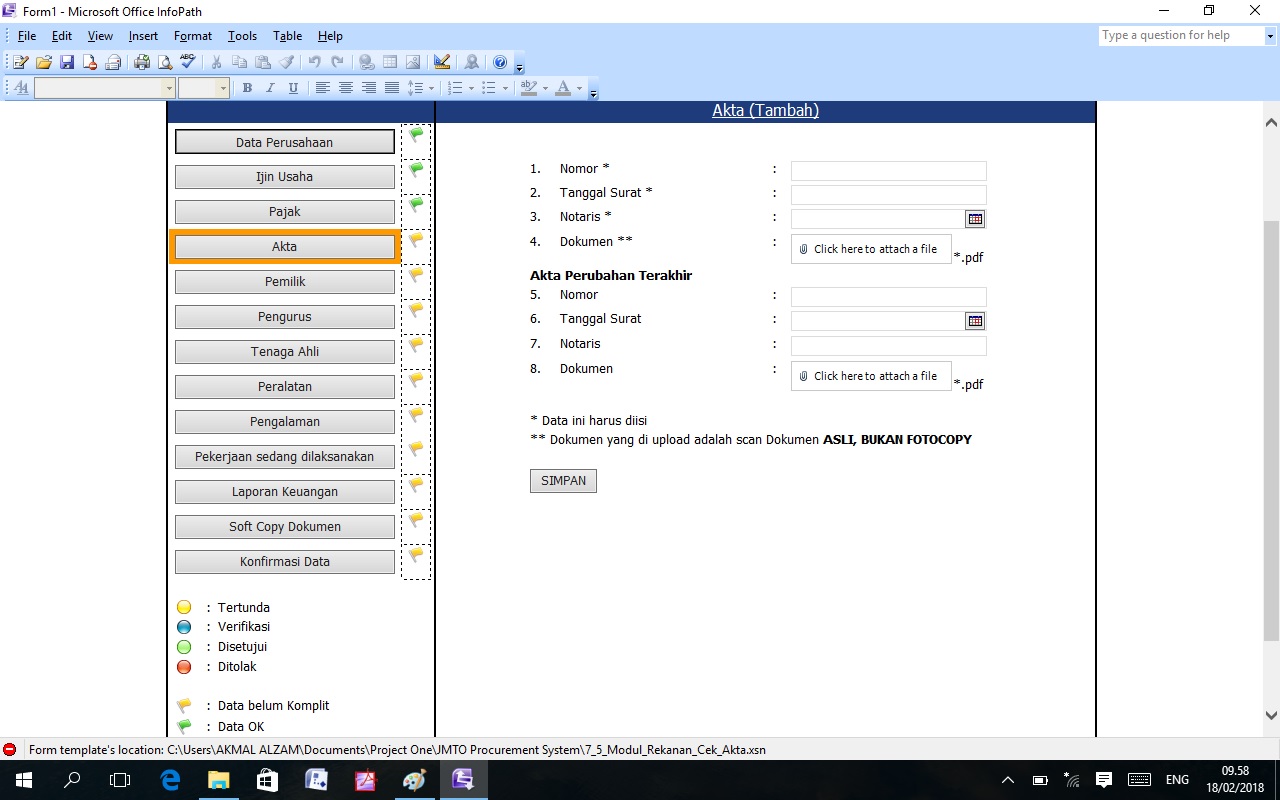 Form1 - Microsoft Office InfoPath
File Edit View Insert Format Tools Table Help
Type a question for help
B I U
Akta (Tambah)
Data Perusahaan
Ijin Usaha
Pajak
Akta
Pemilik
Pengurus
Tenaga Ahli
Peralatan
Pengalaman
Pekerjaan sedang dilaksanakan
Laporan Keuangan
Soft Copy Dokumen
Konfirmasi Data
: Tertunda
: Verifikasi
: Disetujui
: Ditolak
: Data belum Komplit
: Data OK
1. Nomor * :
2. Tanggal Surat * :
3. Notaris * :
4. Dokumen ** : Click here to attach a file *.pdf
Akta Perubahan Terakhir
5. Nomor :
6. Tanggal Surat :
7. Notaris :
8. Dokumen : Click here to attach a file *.pdf
* Data ini harus diisi
** Dokumen yang di upload adalah scan Dokumen ASLI, BUKAN FOTOCOPY
SIMPAN
Form template's location: C:\Users\AKMAL ALZAM\Documents\Project One\JMTO Procurement System\7_5_Modul_Rekanan_Cek_Akta.xsn
ENG
09.58
18/02/2018